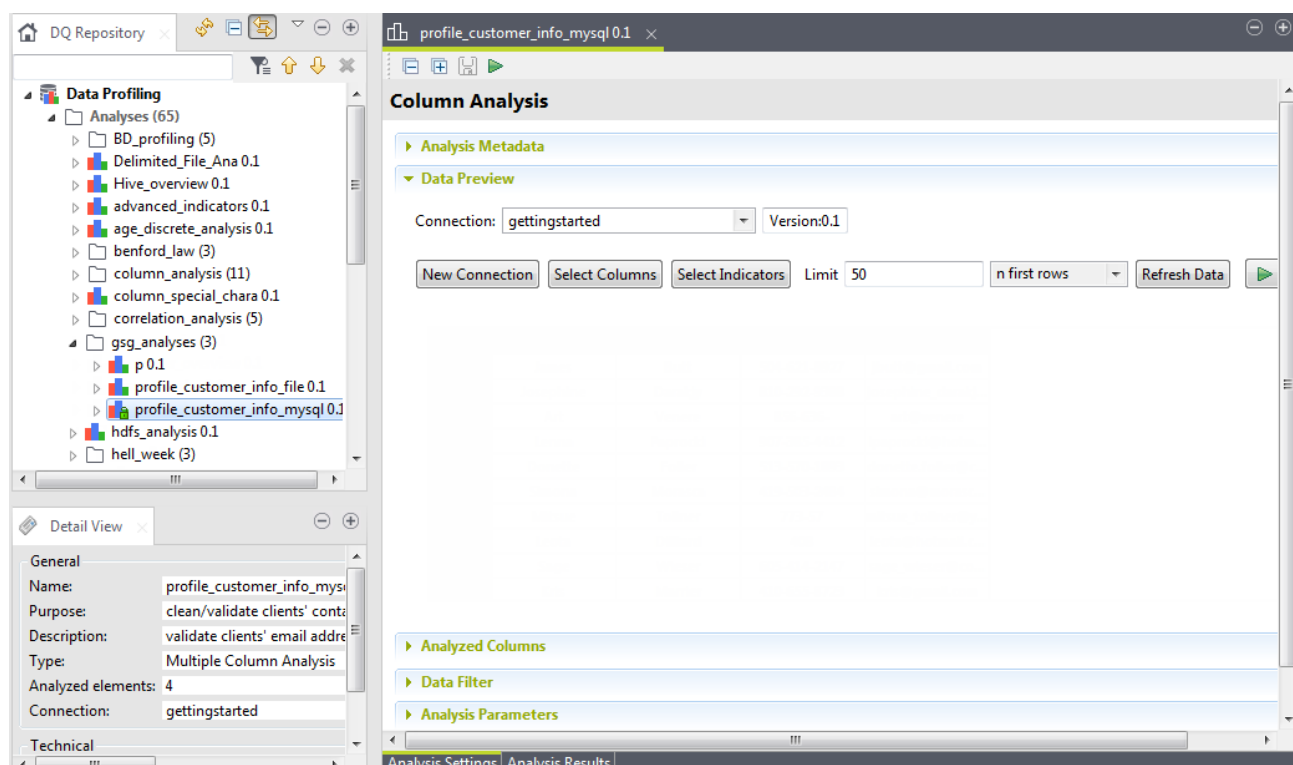 DQ Repository
Data Profiling
Analyses (65)
BD_profiling (5)
Delimited_File_Ana 0.1
Hive_overview 0.1
advanced_indicators 0.1
age_discrete_analysis 0.1
benford_law (3)
column_analysis (11)
column_special_chara 0.1
correlation_analysis (5)
gsg_analyses (3)
p 0.1
profile_customer_info_file 0.1
profile_customer_info_mysql 0.1
hdfs_analysis 0.1
hell_week (3)
Detail View
General
Name: profile_customer_info_mys
Purpose: clean/validate clients' conta
Description: validate clients' email addre
Type: Multiple Column Analysis
Analyzed elements: 4
Connection: gettingstarted
Technical
profile_customer_info_mysql 0.1
Column Analysis
Analysis Metadata
Data Preview
Connection: gettingstarted Version:0.1
New Connection Select Columns Select Indicators Limit 50 n first rows Refresh Data
Analyzed Columns
Data Filter
Analysis Parameters
Analysis Settings Analysis Results